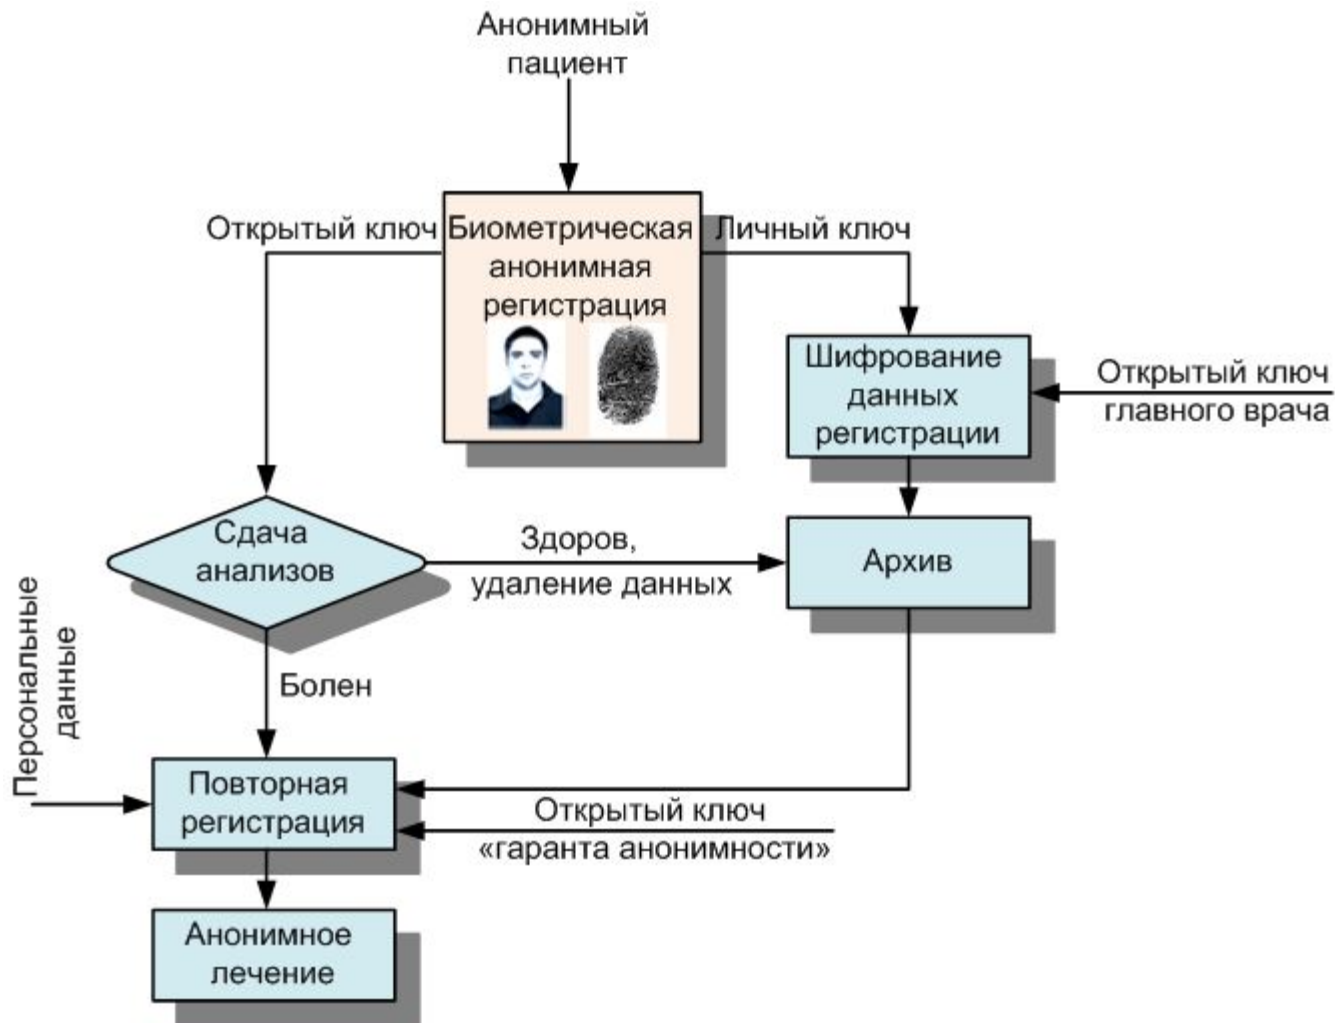 Анонимный
пациент
Открытый ключ
Биометрическая
анонимная
регистрация
Личный ключ
Шифрование
данных
регистрации
Открытый ключ
главного врача
Сдача
анализов
Здоров,
удаление данных
Архив
Персональные
данные
Болен
Повторная
регистрация
Открытый ключ
«гаранта анонимности»
Анонимное
лечение